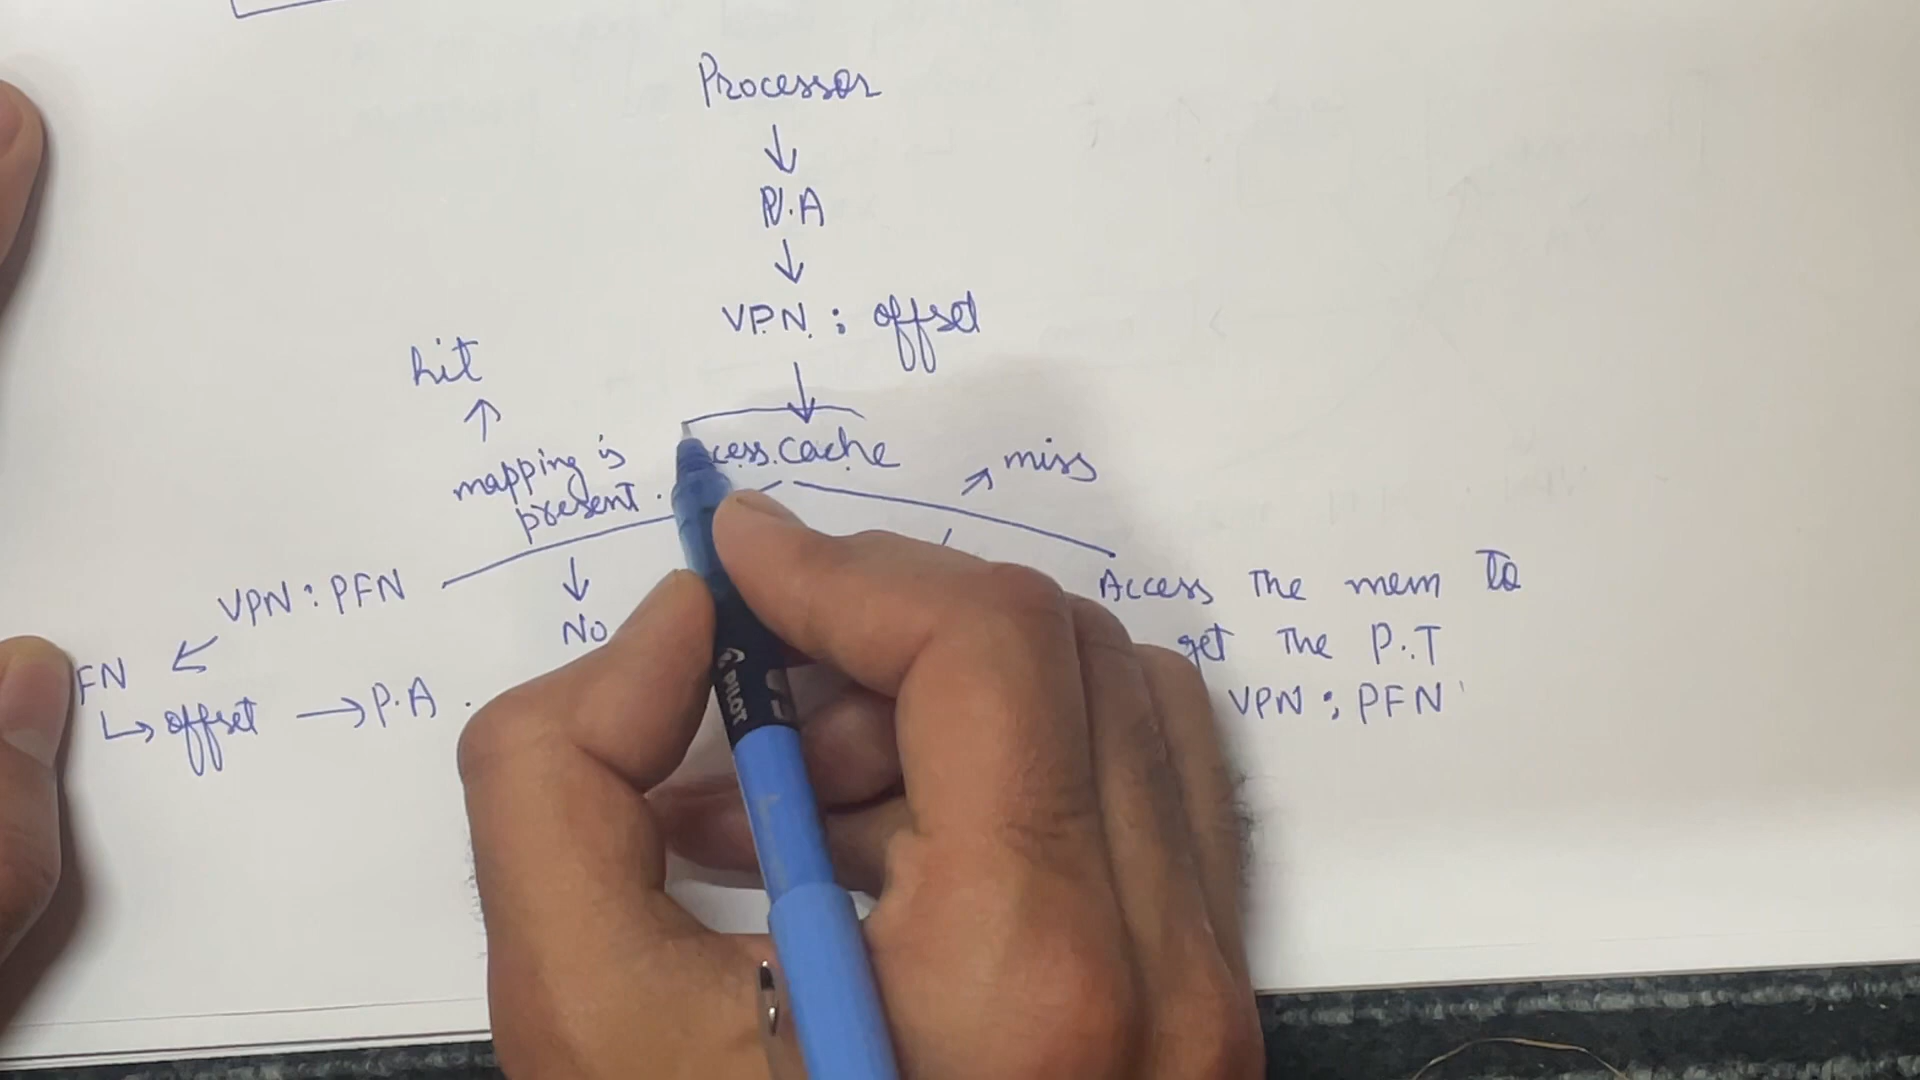 Processor
V.A
VPN : offset
hit
cess cache
miss
mapping is
present.
VPN : PFN
No
Access The mem to
get The P.T
VPN : PFN
FN
offset → P.A.
PILOT